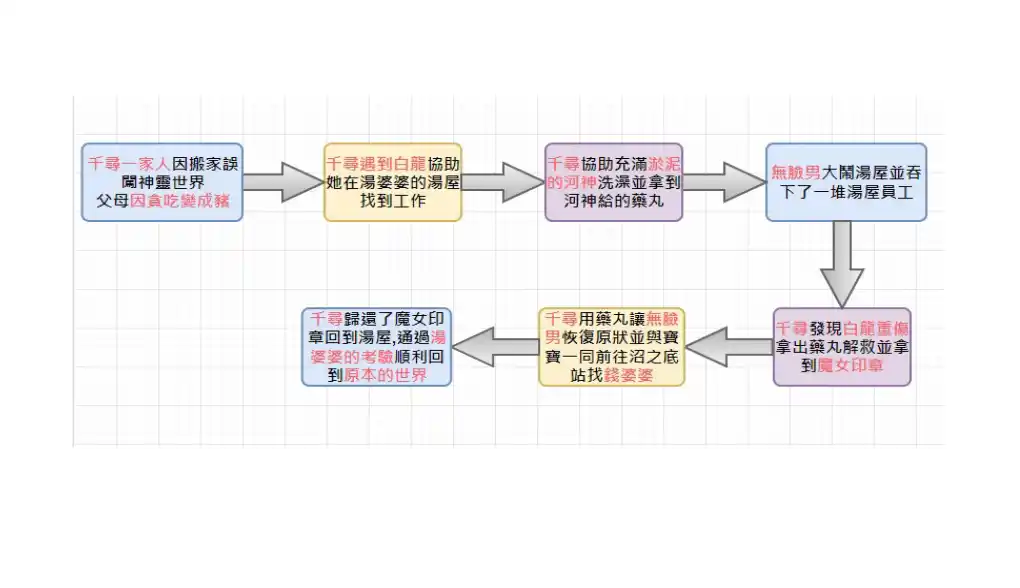 千尋一家人因搬家誤
闖神靈世界
父母因貪吃變成豬
千尋遇到白龍協助
她在湯婆婆的湯屋
找到工作
千尋協助充滿淤泥
的河神洗澡並拿到
河神給的藥丸
無臉男大鬧湯屋並吞
下了一堆湯屋員工
千尋發現白龍重傷
拿出藥丸解救並拿
到魔女印章
千尋用藥丸讓無臉
男恢復原狀並與寶
寶一同前往沼之底
站找錢婆婆
千尋歸還了魔女印
章回到湯屋,通過湯
婆婆的考驗順利回
到原本的世界